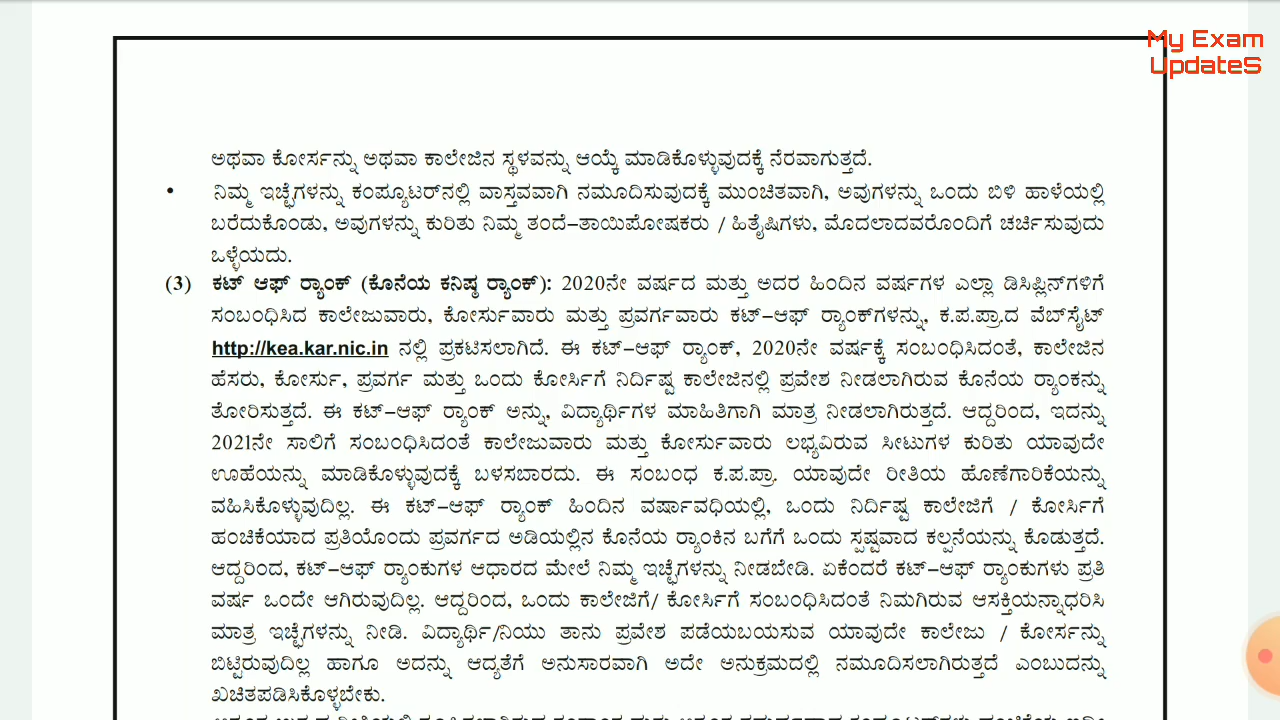 My Exam
UpdateS
ಅಥವಾ ಕೋರ್ಸನ್ನು ಅಥವಾ ಕಾಲೇಜಿನ ಸ್ಥಳವನ್ನು ಆಯ್ಕೆ ಮಾಡಿಕೊಳ್ಳುವುದಕ್ಕೆ ನೆರವಾಗುತ್ತದೆ.
• ನಿಮ್ಮ ಇಚ್ಛೆಗಳನ್ನು ಕಂಪ್ಯೂಟರ್‌ನಲ್ಲಿ ವಾಸ್ತವವಾಗಿ ನಮೂದಿಸುವುದಕ್ಕೆ ಮುಂಚಿತವಾಗಿ, ಅವುಗಳನ್ನು ಒಂದು ಬಿಳಿ ಹಾಳೆಯಲ್ಲಿ
ಬರೆದುಕೊಂಡು, ಅವುಗಳನ್ನು ಕುರಿತು ನಿಮ್ಮ ತಂದೆ-ತಾಯಿಪೋಷಕರು / ಹಿತೈಷಿಗಳು, ಮೊದಲಾದವರೊಂದಿಗೆ ಚರ್ಚಿಸುವುದು
ಒಳ್ಳೆಯದು.
(3) ಕಟ್ ಆಫ್ ರ‍್ಯಾಂಕ್ (ಕೊನೆಯ ಕನಿಷ್ಠ ರ‍್ಯಾಂಕ್): 2020ನೇ ವರ್ಷದ ಮತ್ತು ಅದರ ಹಿಂದಿನ ವರ್ಷಗಳ ಎಲ್ಲಾ ಡಿಸಿಪ್ಲಿನ್‌ಗಳಿಗೆ
ಸಂಬಂಧಿಸಿದ ಕಾಲೇಜುವಾರು, ಕೋರ್ಸುವಾರು ಮತ್ತು ಪ್ರವರ್ಗವಾರು ಕಟ್-ಆಫ್ ರ‍್ಯಾಂಕ್‌ಗಳನ್ನು, ಕ.ಪ.ಪ್ರಾ.ದ ವೆಬ್‌ಸೈಟ್
http://kea.kar.nic.in ನಲ್ಲಿ ಪ್ರಕಟಿಸಲಾಗಿದೆ. ಈ ಕಟ್-ಆಫ್ ರ‍್ಯಾಂಕ್, 2020ನೇ ವರ್ಷಕ್ಕೆ ಸಂಬಂಧಿಸಿದಂತೆ, ಕಾಲೇಜಿನ
ಹೆಸರು, ಕೋರ್ಸು, ಪ್ರವರ್ಗ ಮತ್ತು ಒಂದು ಕೋರ್ಸಿಗೆ ನಿರ್ದಿಷ್ಟ ಕಾಲೇಜಿನಲ್ಲಿ ಪ್ರವೇಶ ನೀಡಲಾಗಿರುವ ಕೊನೆಯ ರ‍್ಯಾಂಕನ್ನು
ತೋರಿಸುತ್ತದೆ. ಈ ಕಟ್-ಆಫ್ ರ‍್ಯಾಂಕ್ ಅನ್ನು, ವಿದ್ಯಾರ್ಥಿಗಳ ಮಾಹಿತಿಗಾಗಿ ಮಾತ್ರ ನೀಡಲಾಗಿರುತ್ತದೆ. ಆದ್ದರಿಂದ, ಇದನ್ನು
2021ನೇ ಸಾಲಿಗೆ ಸಂಬಂಧಿಸಿದಂತೆ ಕಾಲೇಜುವಾರು ಮತ್ತು ಕೋರ್ಸುವಾರು ಲಭ್ಯವಿರುವ ಸೀಟುಗಳ ಕುರಿತು ಯಾವುದೇ
ಊಹೆಯನ್ನು ಮಾಡಿಕೊಳ್ಳುವುದಕ್ಕೆ ಬಳಸಬಾರದು. ಈ ಸಂಬಂಧ ಕ.ಪ.ಪ್ರಾ. ಯಾವುದೇ ರೀತಿಯ ಹೊಣೆಗಾರಿಕೆಯನ್ನು
ವಹಿಸಿಕೊಳ್ಳುವುದಿಲ್ಲ. ಈ ಕಟ್-ಆಫ್ ರ‍್ಯಾಂಕ್ ಹಿಂದಿನ ವರ್ಷಾವಧಿಯಲ್ಲಿ, ಒಂದು ನಿರ್ದಿಷ್ಟ ಕಾಲೇಜಿಗೆ / ಕೋರ್ಸಿಗೆ
ಹಂಚಿಕೆಯಾದ ಪ್ರತಿಯೊಂದು ಪ್ರವರ್ಗದ ಅಡಿಯಲ್ಲಿನ ಕೊನೆಯ ರ‍್ಯಾಂಕಿನ ಬಗೆಗೆ ಒಂದು ಸ್ಪಷ್ಟವಾದ ಕಲ್ಪನೆಯನ್ನು ಕೊಡುತ್ತದೆ.
ಆದ್ದರಿಂದ, ಕಟ್-ಆಫ್ ರ‍್ಯಾಂಕುಗಳ ಆಧಾರದ ಮೇಲೆ ನಿಮ್ಮ ಇಚ್ಛೆಗಳನ್ನು ನೀಡಬೇಡಿ. ಏಕೆಂದರೆ ಕಟ್-ಆಫ್ ರ‍್ಯಾಂಕುಗಳು ಪ್ರತಿ
ವರ್ಷ ಒಂದೇ ಆಗಿರುವುದಿಲ್ಲ. ಆದ್ದರಿಂದ, ಒಂದು ಕಾಲೇಜಿಗೆ/ ಕೋರ್ಸಿಗೆ ಸಂಬಂಧಿಸಿದಂತೆ ನಿಮಗಿರುವ ಆಸಕ್ತಿಯನ್ನಾಧರಿಸಿ
ಮಾತ್ರ ಇಚ್ಛೆಗಳನ್ನು ನೀಡಿ. ವಿದ್ಯಾರ್ಥಿ/ನಿಯು ತಾನು ಪ್ರವೇಶ ಪಡೆಯಬಯಸುವ ಯಾವುದೇ ಕಾಲೇಜು / ಕೋರ್ಸನ್ನು
ಬಿಟ್ಟಿರುವುದಿಲ್ಲ ಹಾಗೂ ಅದನ್ನು ಆದ್ಯತೆಗೆ ಅನುಸಾರವಾಗಿ ಅದೇ ಅನುಕ್ರಮದಲ್ಲಿ ನಮೂದಿಸಲಾಗಿರುತ್ತದೆ ಎಂಬುದನ್ನು
ಖಚಿತಪಡಿಸಿಕೊಳ್ಳಬೇಕು.